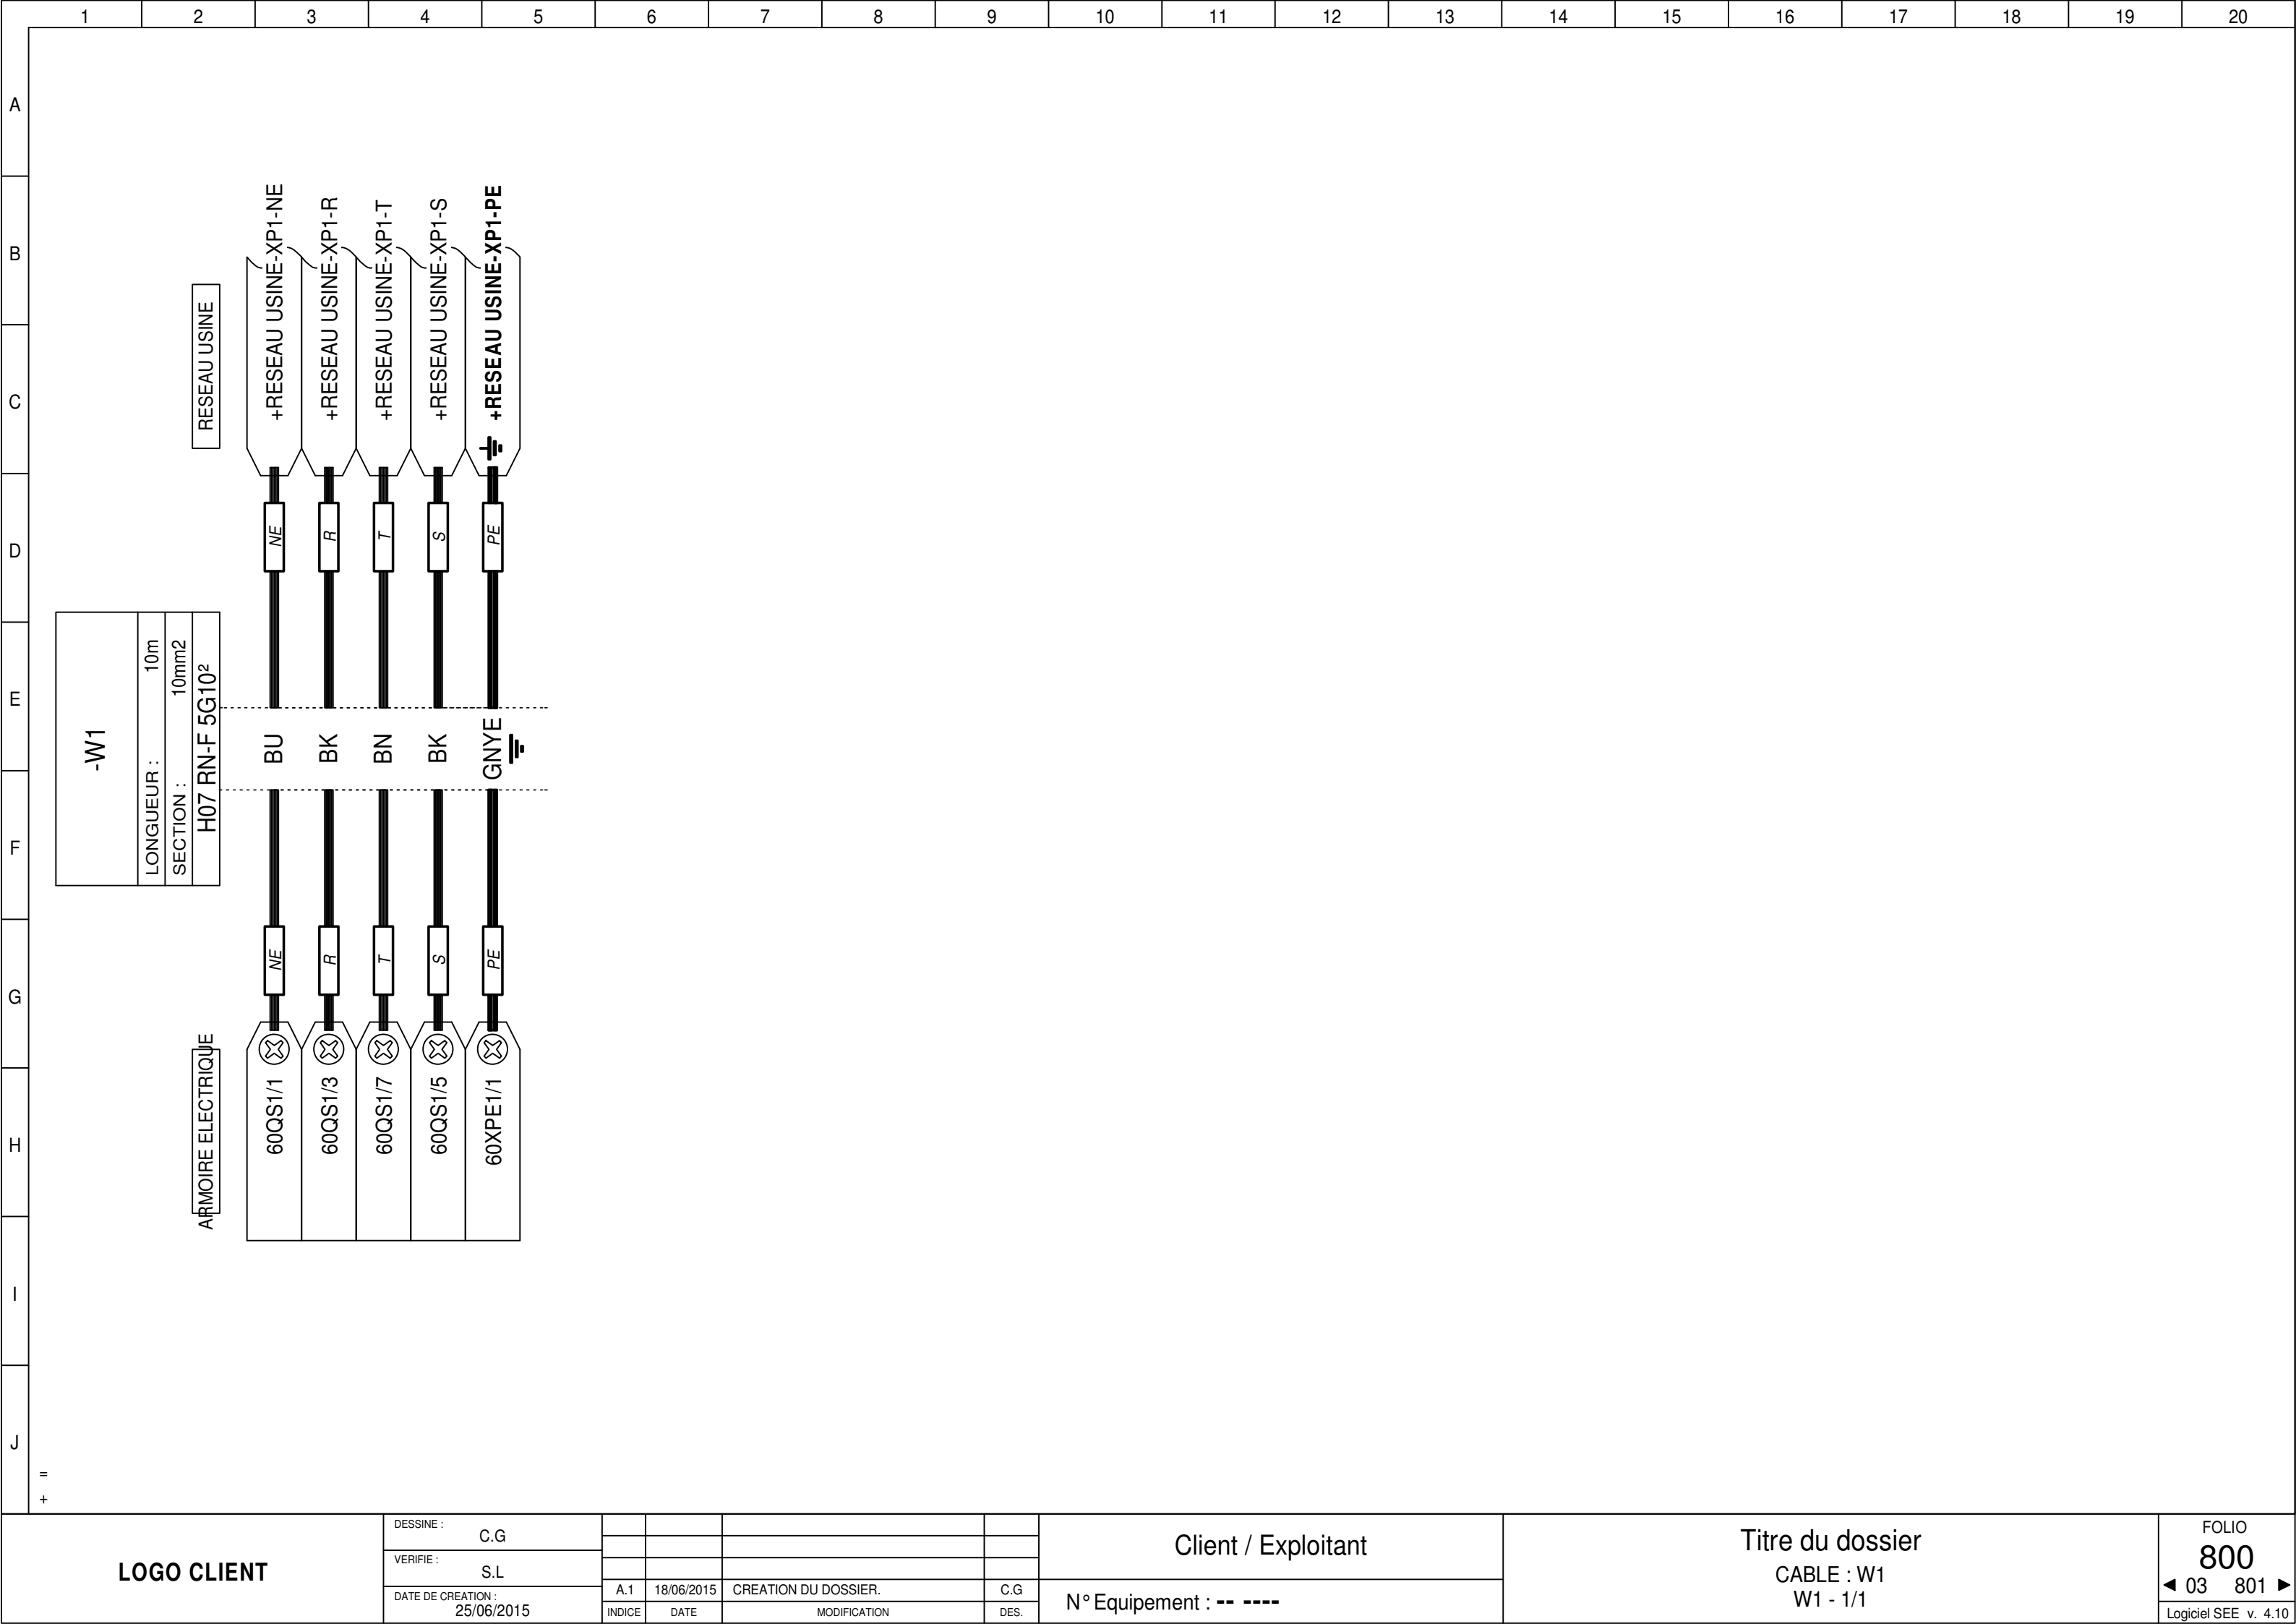 1 2 3 4 5 6 7 8 9 10 11 12 13 14 15 16 17 18 19 20
A
B
C
D
E
F
G
H
I
J
RESEAU USINE
+RESEAU USINE-XP1-NE
+RESEAU USINE-XP1-R
+RESEAU USINE-XP1-T
+RESEAU USINE-XP1-S
+RESEAU USINE-XP1-PE
NE R T S PE
-W1
LONGUEUR : 10m
SECTION : 10mm2
H07 RN-F 5G10²
BU BK BN BK GNYE
NE R T S PE
ARMOIRE ELECTRIQUE
60QS1/1
60QS1/3
60QS1/7
60QS1/5
60XPE1/1
=
+
LOGO CLIENT
DESSINE :
C.G
VERIFIE :
S.L
DATE DE CREATION :
25/06/2015
A.1 18/06/2015 CREATION DU DOSSIER. C.G
INDICE DATE MODIFICATION DES.
Client / Exploitant
N° Equipement : -- ----
Titre du dossier
CABLE : W1
W1 - 1/1
FOLIO
800
◄ 03 801 ►
Logiciel SEE v. 4.10